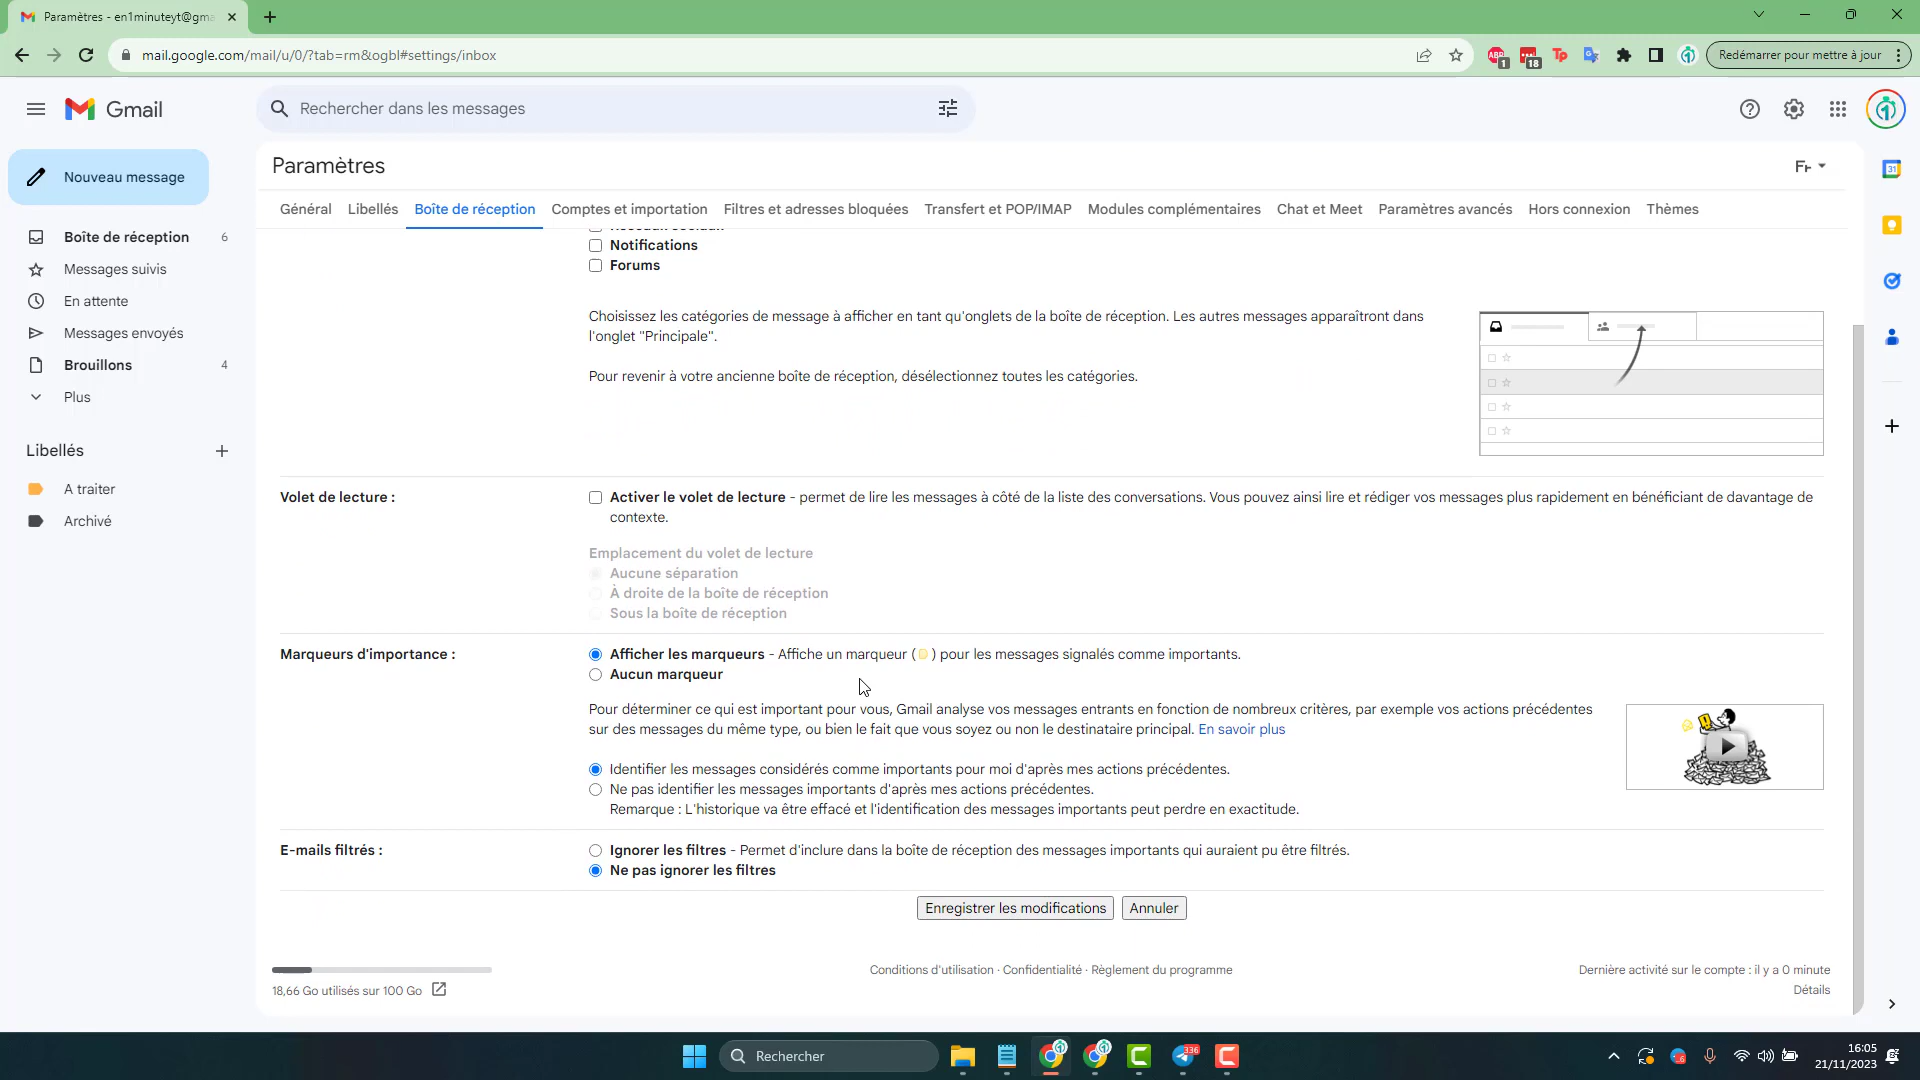 Paramètres - en1minuteyt@gma
mail.google.com/mail/u/0/?tab=rm&ogbl#settings/inbox
ABP
1
18
Tp
Redémarrer pour mettre à jour
Gmail
Rechercher dans les messages
Nouveau message
Boîte de réception 6
Messages suivis
En attente
Messages envoyés
Brouillons 4
Plus
Libellés
A traiter
Archivé
Paramètres
Fr
Général Libellés Boîte de réception Comptes et importation Filtres et adresses bloquées Transfert et POP/IMAP Modules complémentaires Chat et Meet Paramètres avancés Hors connexion Thèmes
Réseaux sociaux
Notifications
Forums
Choisissez les catégories de message à afficher en tant qu'onglets de la boîte de réception. Les autres messages apparaîtront dans
l'onglet "Principale".
Pour revenir à votre ancienne boîte de réception, désélectionnez toutes les catégories.
Volet de lecture :
Activer le volet de lecture - permet de lire les messages à côté de la liste des conversations. Vous pouvez ainsi lire et rédiger vos messages plus rapidement en bénéficiant de davantage de
contexte.
Emplacement du volet de lecture
Aucune séparation
À droite de la boîte de réception
Sous la boîte de réception
Marqueurs d'importance :
Afficher les marqueurs - Affiche un marqueur ( ) pour les messages signalés comme importants.
Aucun marqueur
Pour déterminer ce qui est important pour vous, Gmail analyse vos messages entrants en fonction de nombreux critères, par exemple vos actions précédentes
sur des messages du même type, ou bien le fait que vous soyez ou non le destinataire principal. En savoir plus
Identifier les messages considérés comme importants pour moi d'après mes actions précédentes.
Ne pas identifier les messages importants d'après mes actions précédentes.
Remarque : L'historique va être effacé et l'identification des messages importants peut perdre en exactitude.
E-mails filtrés :
Ignorer les filtres - Permet d'inclure dans la boîte de réception des messages importants qui auraient pu être filtrés.
Ne pas ignorer les filtres
Enregistrer les modifications
Annuler
18,66 Go utilisés sur 100 Go
Conditions d'utilisation · Confidentialité · Règlement du programme
Dernière activité sur le compte : il y a 0 minute
Détails
31
Rechercher
336
16:05
21/11/2023